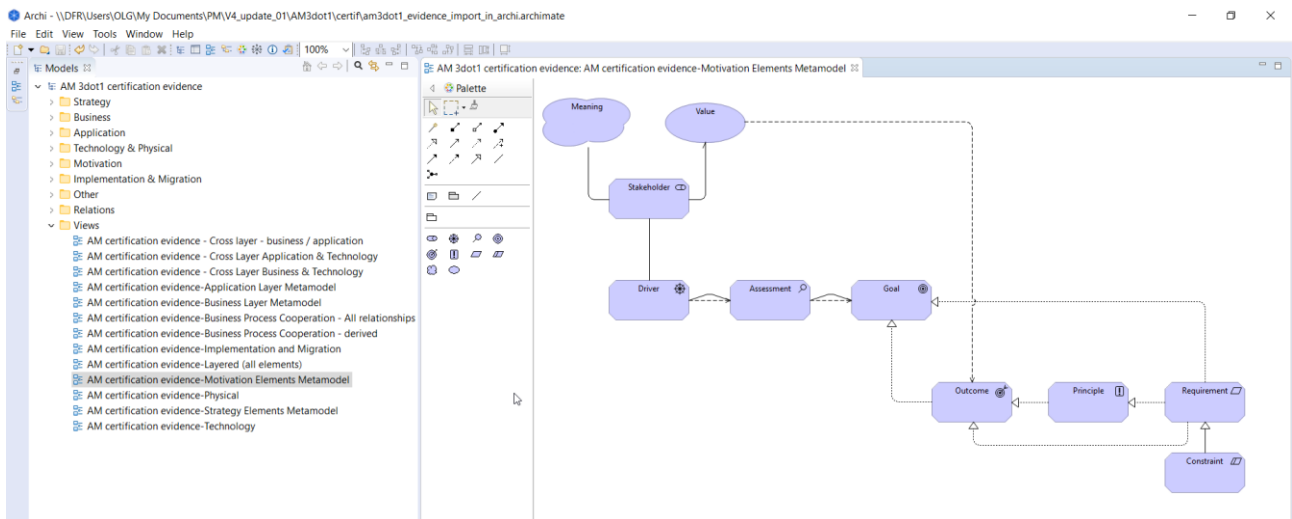 Archi - \\DFR\Users\OLG\My Documents\PM\V4_update_01\AM3dot1\certif\am3dot1_evidence_import_in_archi.archimate
File Edit View Tools Window Help
100%
Models
AM 3dot1 certification evidence
Strategy
Business
Application
Technology & Physical
Motivation
Implementation & Migration
Other
Relations
Views
AM certification evidence - Cross layer - business / application
AM certification evidence - Cross Layer Application & Technology
AM certification evidence - Cross Layer Business & Technology
AM certification evidence-Application Layer Metamodel
AM certification evidence-Business Layer Metamodel
AM certification evidence-Business Process Cooperation - All relationships
AM certification evidence-Business Process Cooperation - derived
AM certification evidence-Implementation and Migration
AM certification evidence-Layered (all elements)
AM certification evidence-Motivation Elements Metamodel
AM certification evidence-Physical
AM certification evidence-Strategy Elements Metamodel
AM certification evidence-Technology
AM 3dot1 certification evidence: AM certification evidence-Motivation Elements Metamodel
Palette
Meaning
Value
Stakeholder
Driver
Assessment
Goal
Outcome
Principle
Requirement
Constraint